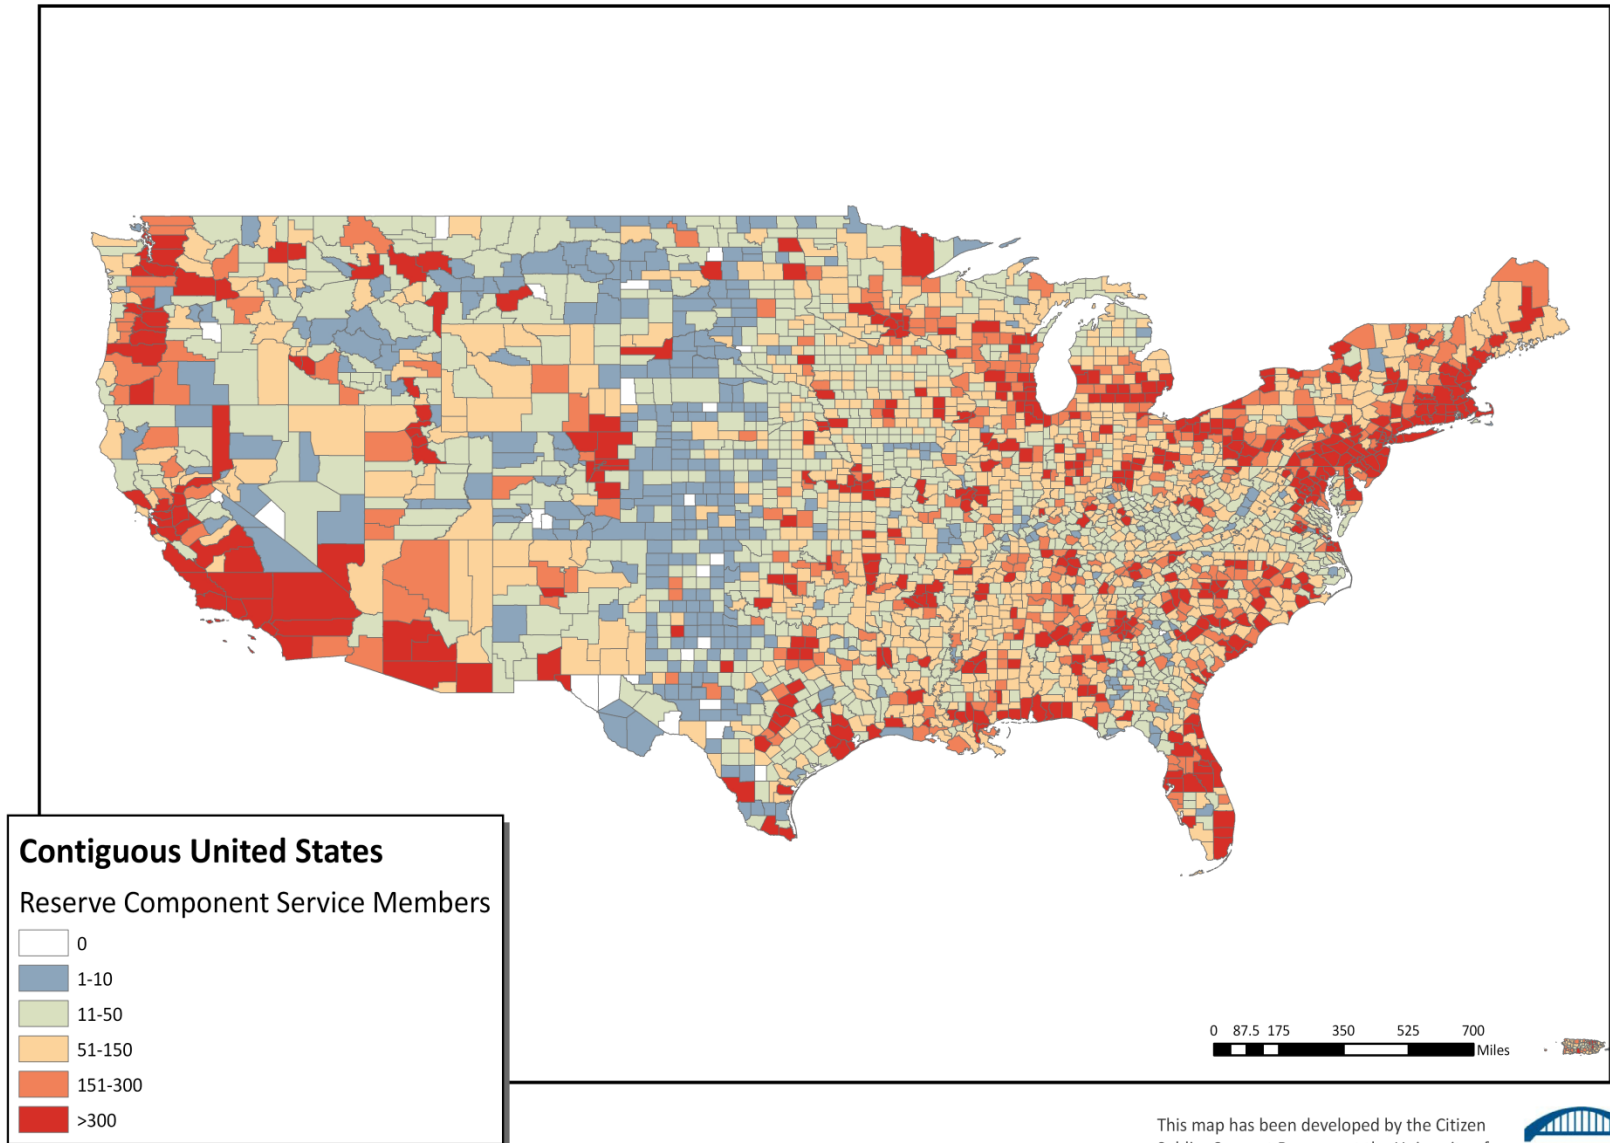 Contiguous United States
Reserve Component Service Members
0
1-10
11-50
51-150
151-300
>300
0 87.5 175 350 525 700
Miles
This map has been developed by the Citizen